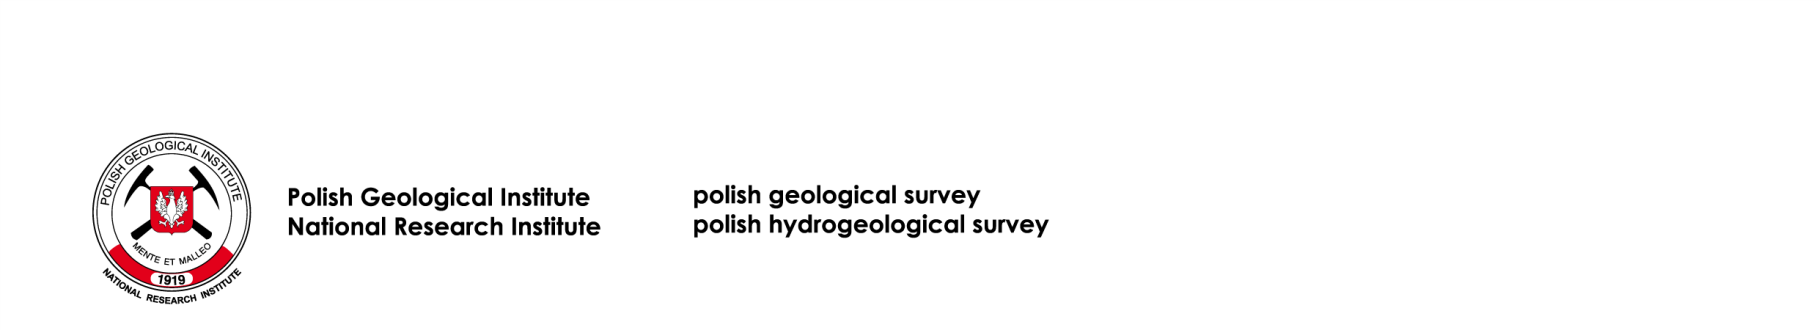 POLISH GEOLOGICAL INSTITUTE
MENTE ET MALLEO
1919
NATIONAL RESEARCH INSTITUTE
Polish Geological Institute
National Research Institute
polish geological survey
polish hydrogeological survey